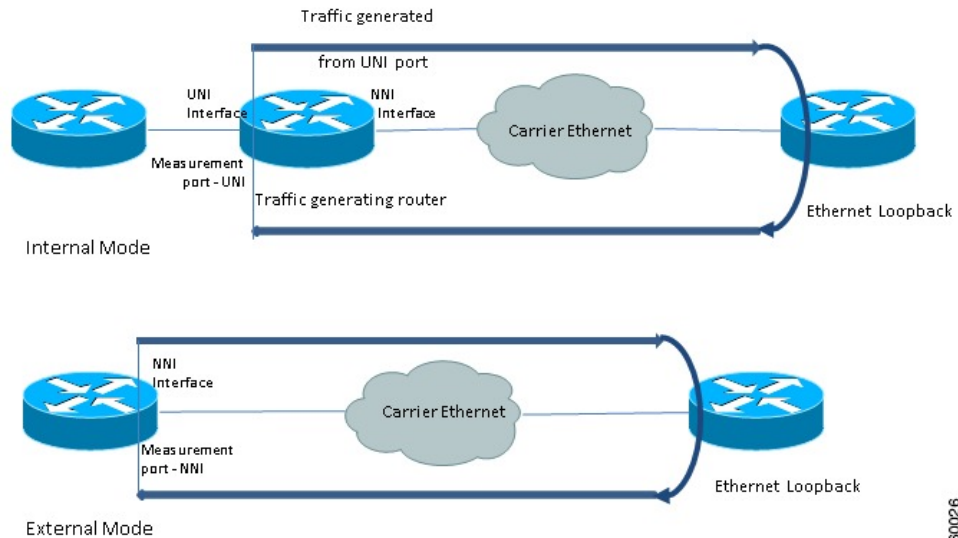 Traffic generated
from UNI port
UNI
Interface
NNI
Interface
Carrier Ethernet
Measurement
port - UNI
Traffic generating router
Ethernet Loopback
Internal Mode
NNI
Interface
Carrier Ethernet
Measurement
port - NNI
Ethernet Loopback
External Mode